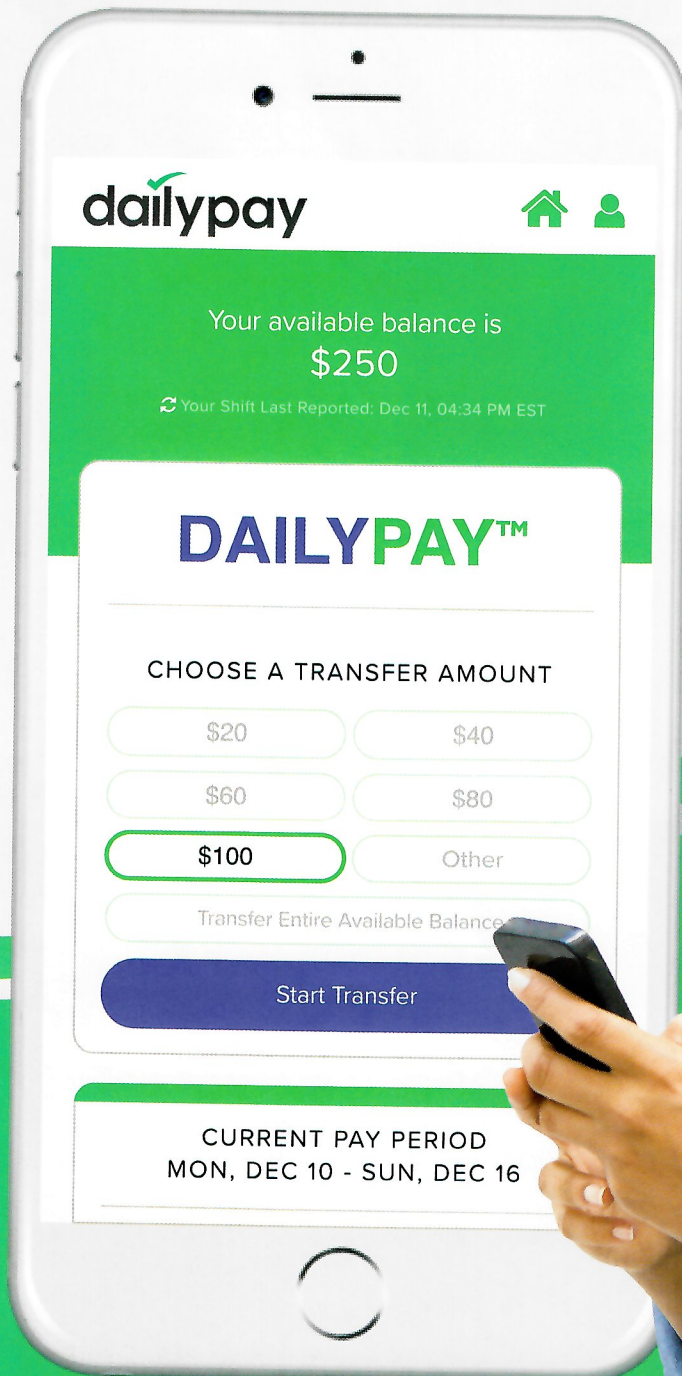 dailypay
Your available balance is
$250
Your Shift Last Reported: Dec 11, 04:34 PM EST
DAILYPAY™
CHOOSE A TRANSFER AMOUNT
$20 $40
$60 $80
$100 Other
Transfer Entire Available Balance
Start Transfer
CURRENT PAY PERIOD
MON, DEC 10 - SUN, DEC 16